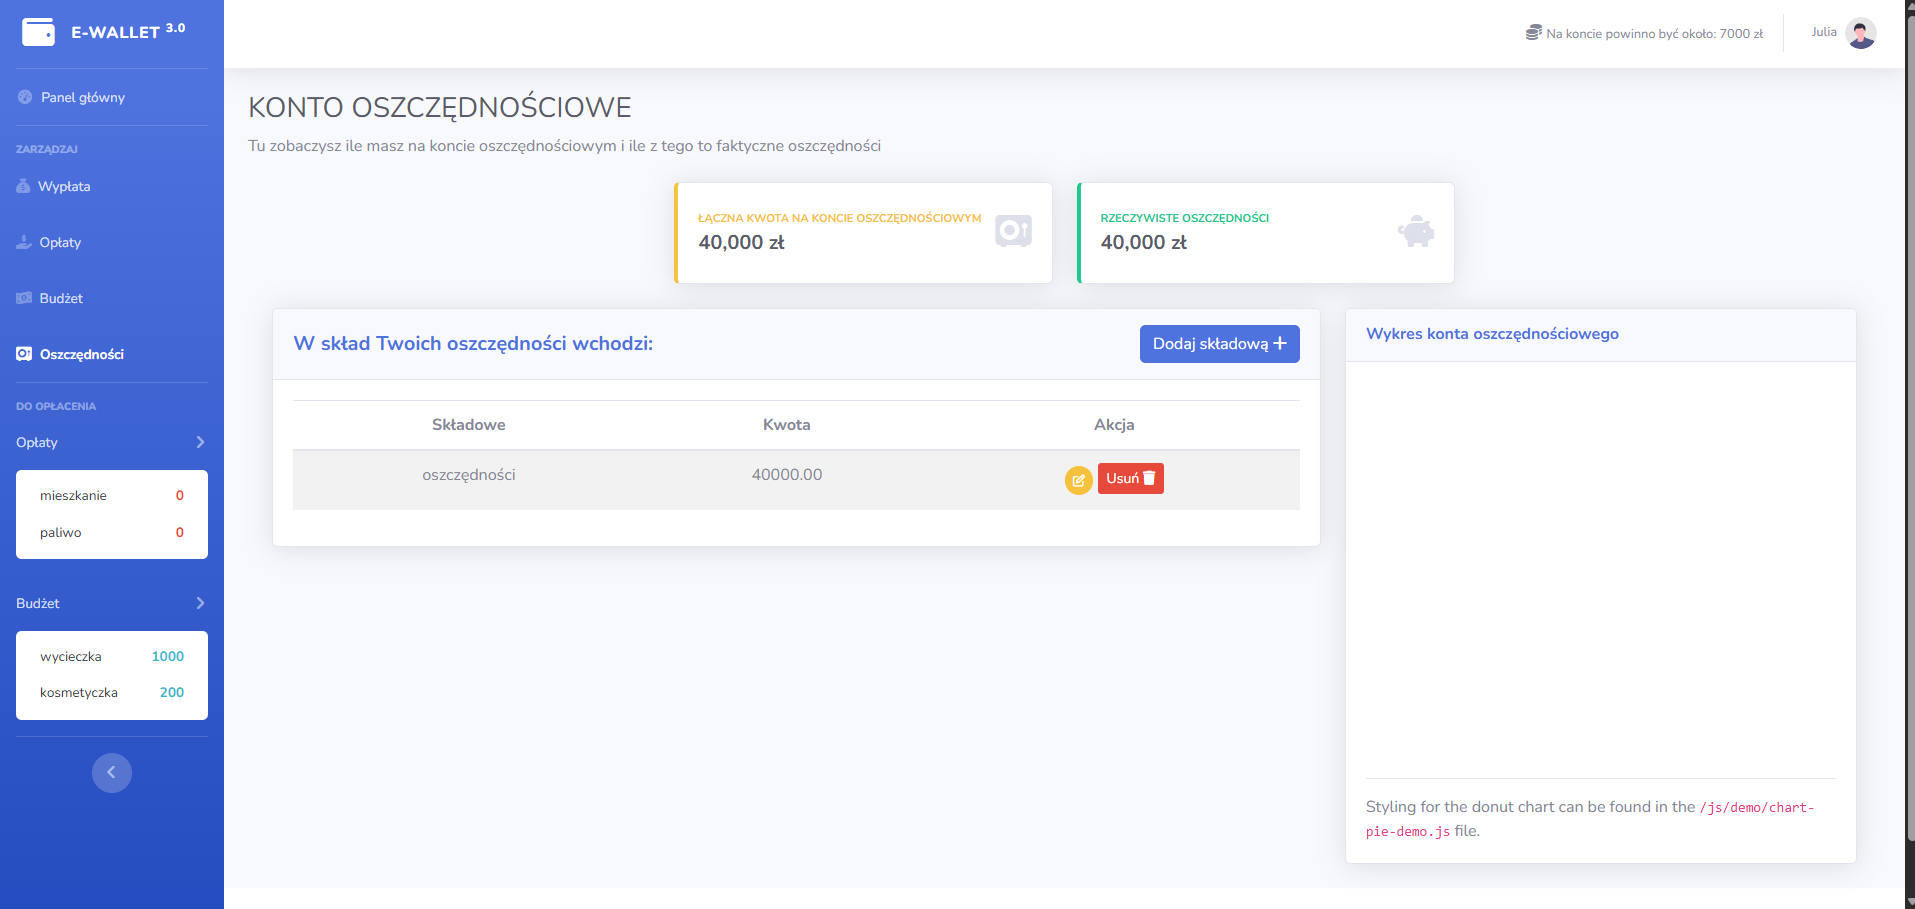 E-WALLET 3.0
Na koncie powinno być około: 7000 zł
Julia
Panel główny
ZARZĄDZAJ
Wypłata
Opłaty
Budżet
Oszczędności
DO OPŁACENIA
Opłaty
mieszkanie 0
paliwo 0
Budżet
wycieczka 1000
kosmetyczka 200
KONTO OSZCZĘDNOŚCIOWE
Tu zobaczysz ile masz na koncie oszczędnościowym i ile z tego to faktyczne oszczędności
ŁĄCZNA KWOTA NA KONCIE OSZCZĘDNOŚCIOWYM
40,000 zł
RZECZYWISTE OSZCZĘDNOŚCI
40,000 zł
W skład Twoich oszczędności wchodzi:
Dodaj składową
Składowe Kwota Akcja
oszczędności 40000.00 Usuń
Wykres konta oszczędnościowego
Styling for the donut chart can be found in the /js/demo/chart-
pie-demo.js file.